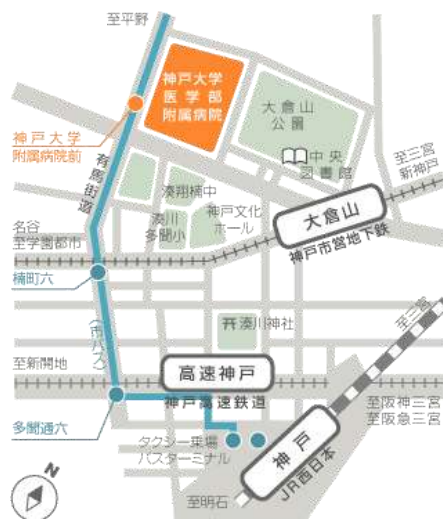 至平野
神戸大学
医学部
附属病院
大倉山
公園
神戸大学
附属病院前
中央
図書館
有馬街道
湊翔楠中
至三宮
新神戸
湊川
多聞小
神戸文化
ホール
大倉山
神戸市営地下鉄
名谷
至学園都市
楠町六
湊川神社
(市バス)
至三宮
至新開地
高速神戸
神戸高速鉄道
多聞通六
至阪神三宮
至阪急三宮
タクシー乗場
バスターミナル
神戸
JR西日本
至明石
N